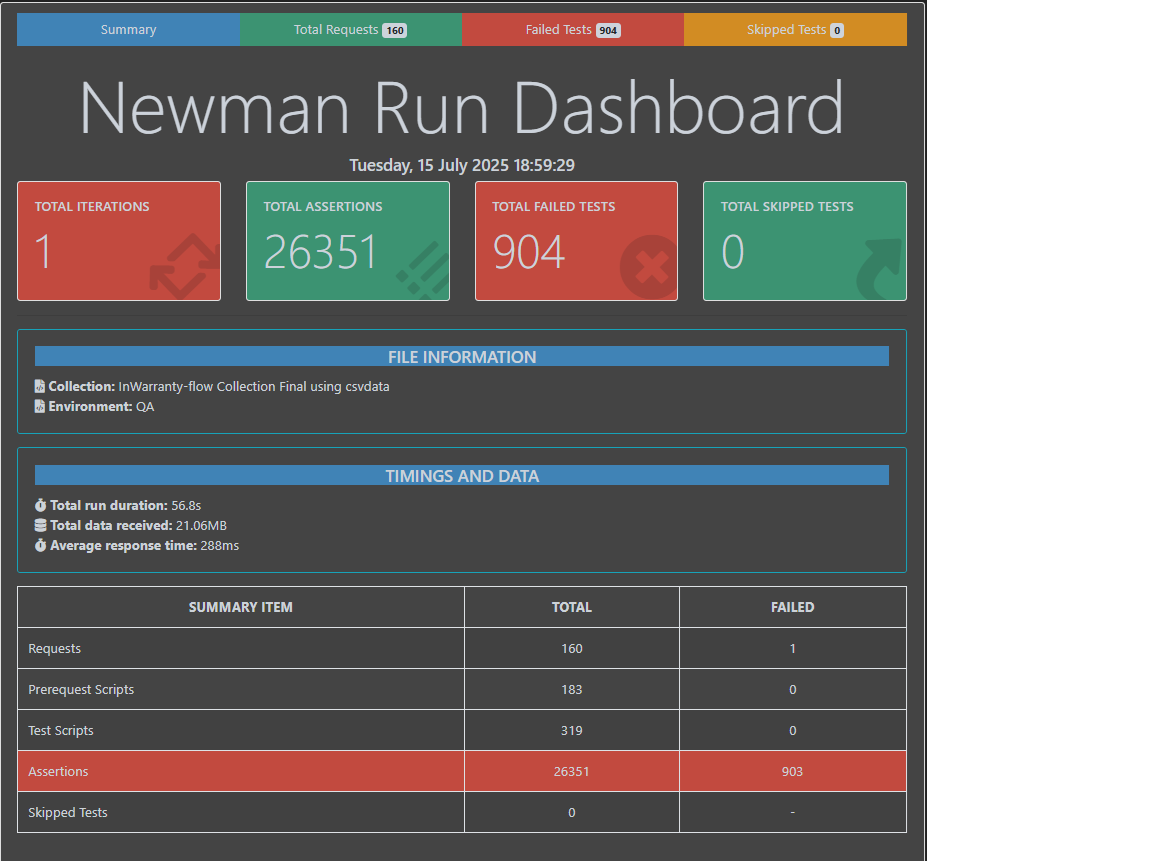 Summary Total Requests 160 Failed Tests 904 Skipped Tests 0
Newman Run Dashboard
Tuesday, 15 July 2025 18:59:29
TOTAL ITERATIONS
1
TOTAL ASSERTIONS
26351
TOTAL FAILED TESTS
904
TOTAL SKIPPED TESTS
0
FILE INFORMATION
Collection: InWarranty-flow Collection Final using csvdata
Environment: QA
TIMINGS AND DATA
Total run duration: 56.8s
Total data received: 21.06MB
Average response time: 288ms
SUMMARY ITEM TOTAL FAILED
Requests 160 1
Prerequest Scripts 183 0
Test Scripts 319 0
Assertions 26351 903
Skipped Tests 0 -